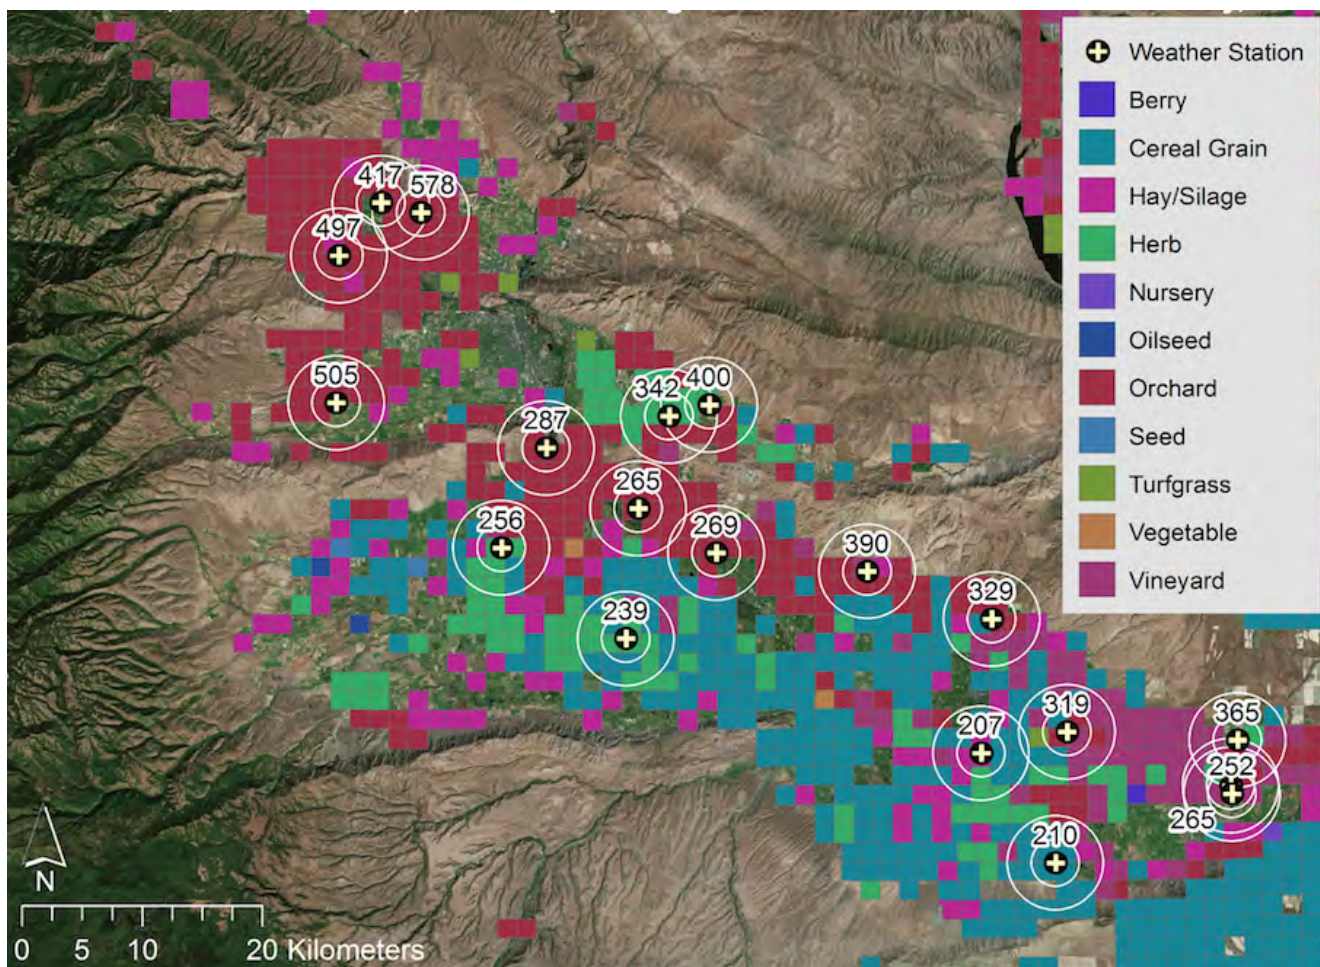 Weather Station
Berry
Cereal Grain
Hay/Silage
Herb
Nursery
Oilseed
Orchard
Seed
Turfgrass
Vegetable
Vineyard
417
578
497
505
342
400
287
265
256
269
390
239
329
319
207
365
252
265
210
N
0 5 10 20 Kilometers